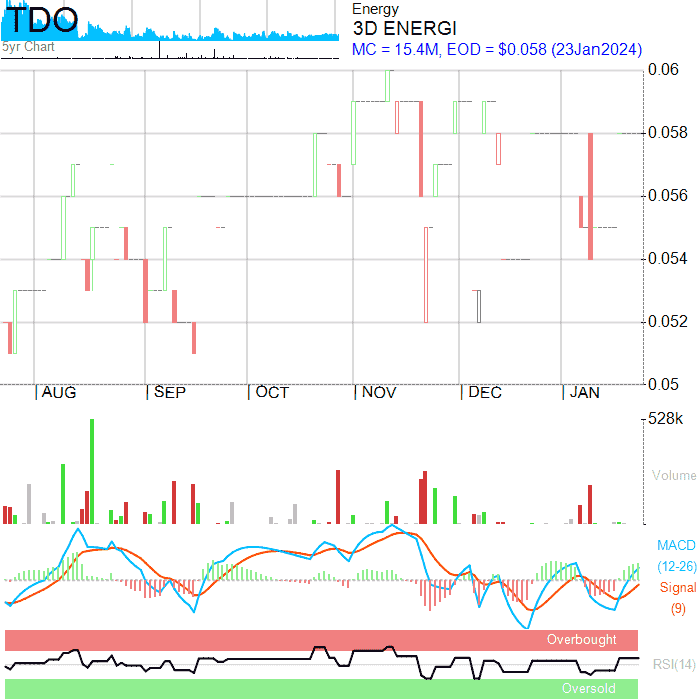 TDO
5yr Chart
Energy
3D ENERGI
MC = 15.4M, EOD = $0.058 (23Jan2024)
0.06
0.058
0.056
0.054
0.052
0.05
AUG
SEP
OCT
NOV
DEC
JAN
528k
Volume
MACD
(12-26)
Signal
(9)
Overbought
RSI(14)
Oversold